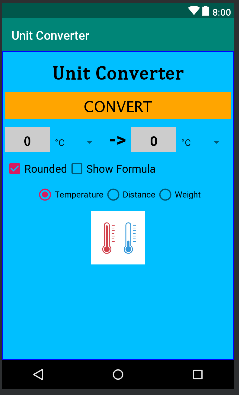 8:00
Unit Converter
Unit Converter
CONVERT
0 °C -> 0 °C
Rounded Show Formula
Temperature Distance Weight